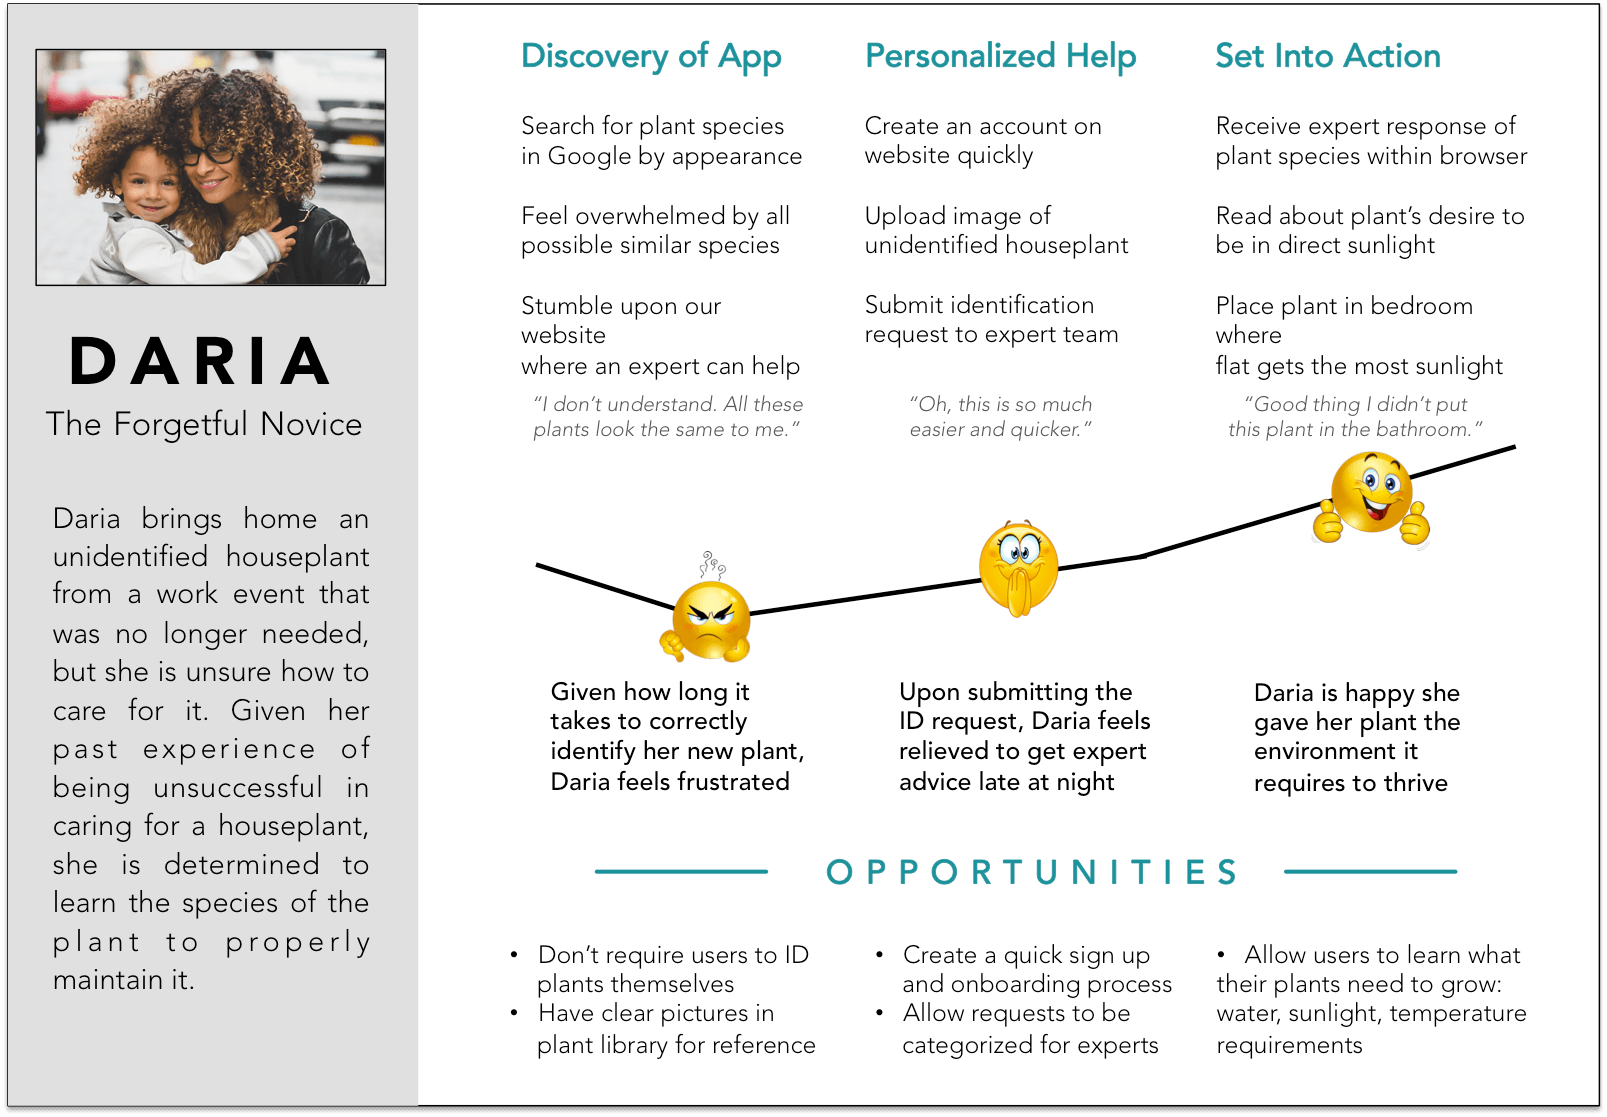 DARIA
The Forgetful Novice
Daria brings home an
unidentified houseplant
from a work event that
was no longer needed,
but she is unsure how to
care for it. Given her
past experience of
being unsuccessful in
caring for a houseplant,
she is determined to
learn the species of the
plant to properly
maintain it.
Discovery of App
Search for plant species
in Google by appearance
Feel overwhelmed by all
possible similar species
Stumble upon our
website
where an expert can help
“I don’t understand. All these
plants look the same to me.”
Personalized Help
Create an account on
website quickly
Upload image of
unidentified houseplant
Submit identification
request to expert team
“Oh, this is so much
easier and quicker.”
Set Into Action
Receive expert response of
plant species within browser
Read about plant’s desire to
be in direct sunlight
Place plant in bedroom
where
flat gets the most sunlight
“Good thing I didn’t put
this plant in the bathroom.”
Given how long it
takes to correctly
identify her new plant,
Daria feels frustrated
Upon submitting the
ID request, Daria feels
relieved to get expert
advice late at night
Daria is happy she
gave her plant the
environment it
requires to thrive
OPPORTUNITIES
• Don’t require users to ID
plants themselves
• Have clear pictures in
plant library for reference
• Create a quick sign up
and onboarding process
• Allow requests to be
categorized for experts
• Allow users to learn what
their plants need to grow:
water, sunlight, temperature
requirements